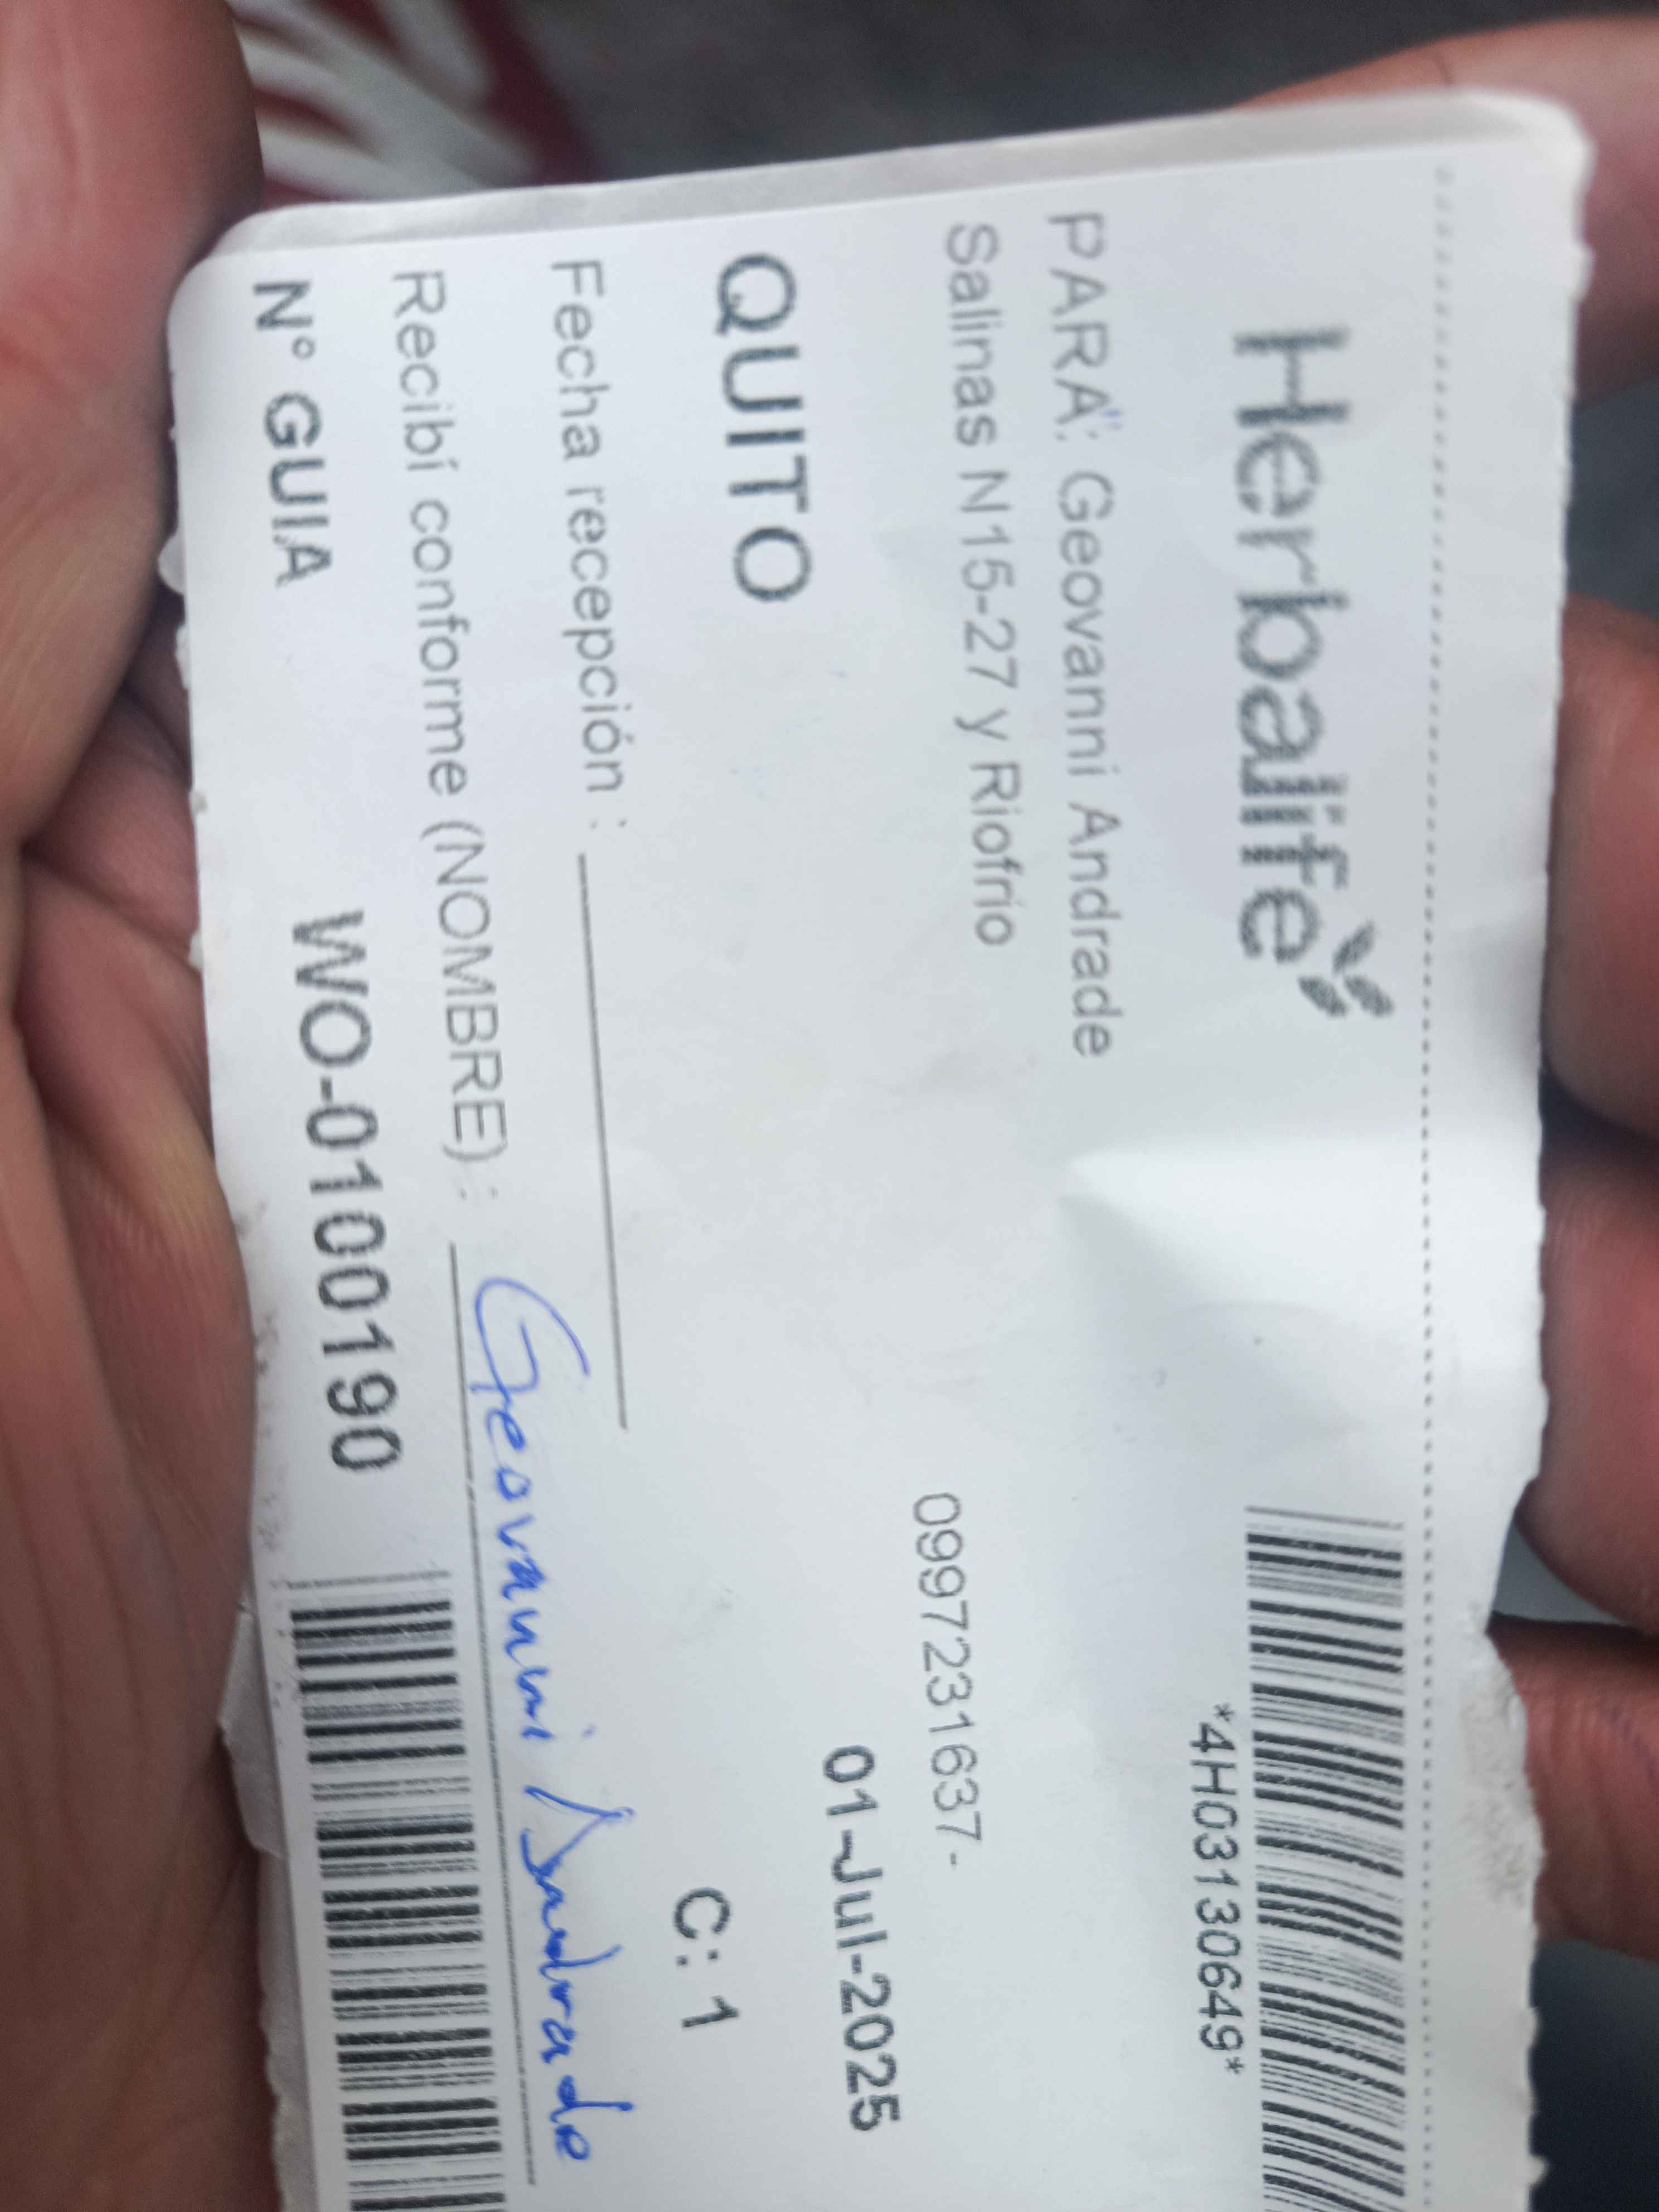 Herbalife
*4H03130649*
PARA: Geovanni Andrade
Salinas N15-27 y Riofrio
0997231637-
01-Jul-2025
QUITO
C: 1
Fecha recepción :
Recibí conforme (NOMBRE) : Geovanni Andrade
N° GUIA WO-0100190